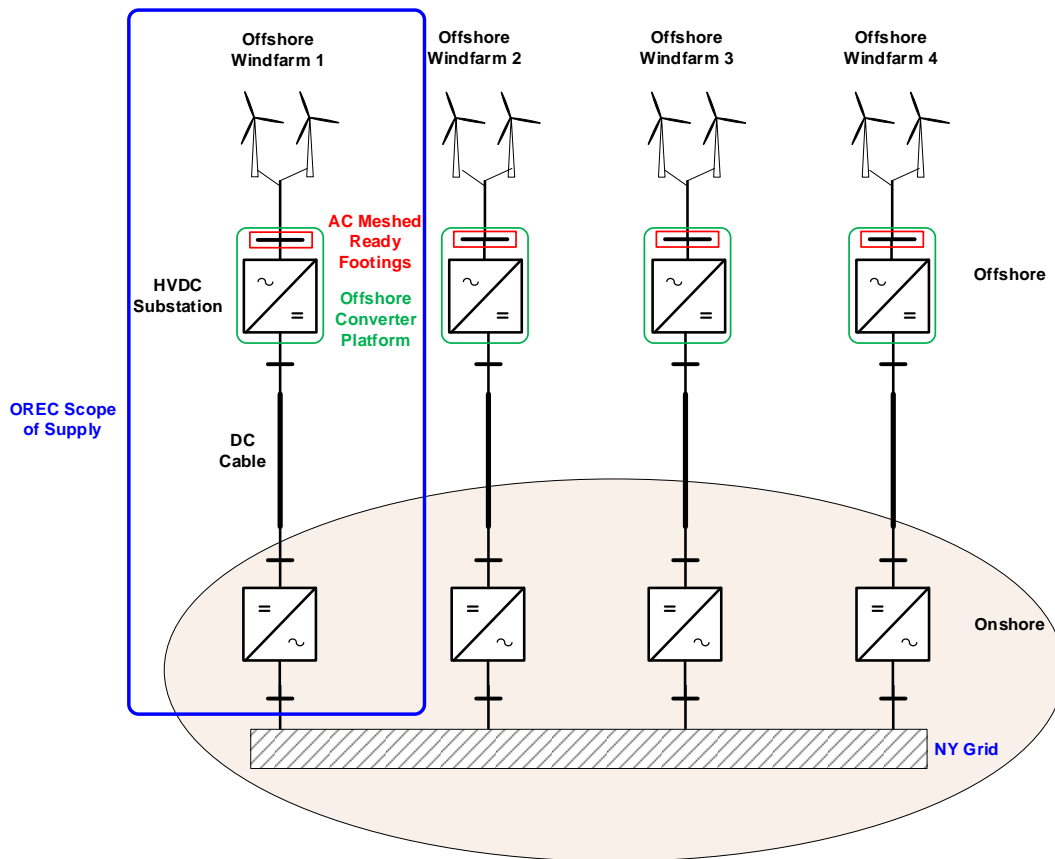 Offshore
Windfarm 1
Offshore
Windfarm 2
Offshore
Windfarm 3
Offshore
Windfarm 4
AC Meshed
Ready
Footings
HVDC
Substation
Offshore
Converter
Platform
Offshore
OREC Scope
of Supply
DC
Cable
Onshore
NY Grid